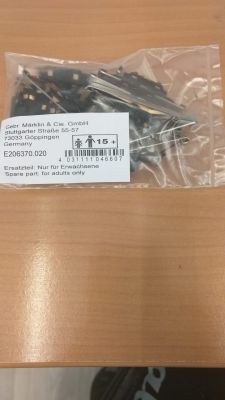 Gebr. Märklin & Cie. GmbH
Stuttgarter Straße 55-57
73033 Göppingen
Germany
15 +
E206370.020
4 031111 046667
Ersatzteil: Nur für Erwachsene
Spare part: for adults only